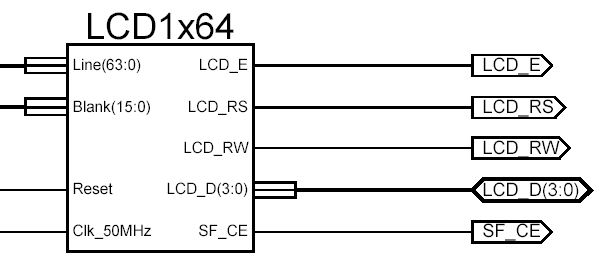 LCD1x64
Line(63:0) LCD_E LCD_E
Blank(15:0) LCD_RS LCD_RS
LCD_RW LCD_RW
Reset LCD_D(3:0) LCD_D(3:0)
Clk_50MHz SF_CE SF_CE